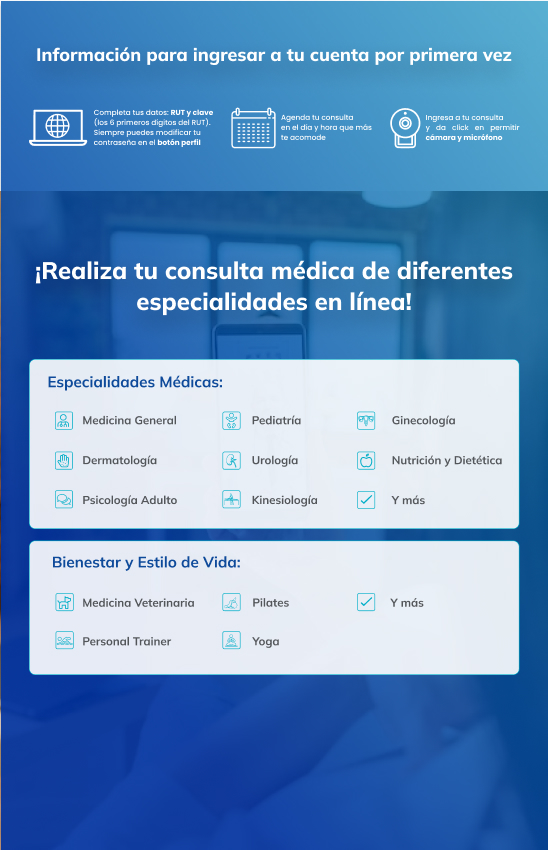 Información para ingresar a tu cuenta por primera vez
Completa tus datos: RUT y clave
(los 6 primeros dígitos del RUT).
Siempre puedes modificar tu
contraseña en el botón perfil
Agenda tu consulta
en el día y hora que más
te acomode
Ingresa a tu consulta
y da click en permitir
cámara y micrófono
¡Realiza tu consulta médica de diferentes
especialidades en línea!
Especialidades Médicas:
Medicina General
Pediatría
Ginecología
Dermatología
Urología
Nutrición y Dietética
Psicología Adulto
Kinesiología
Y más
Bienestar y Estilo de Vida:
Medicina Veterinaria
Pilates
Y más
Personal Trainer
Yoga